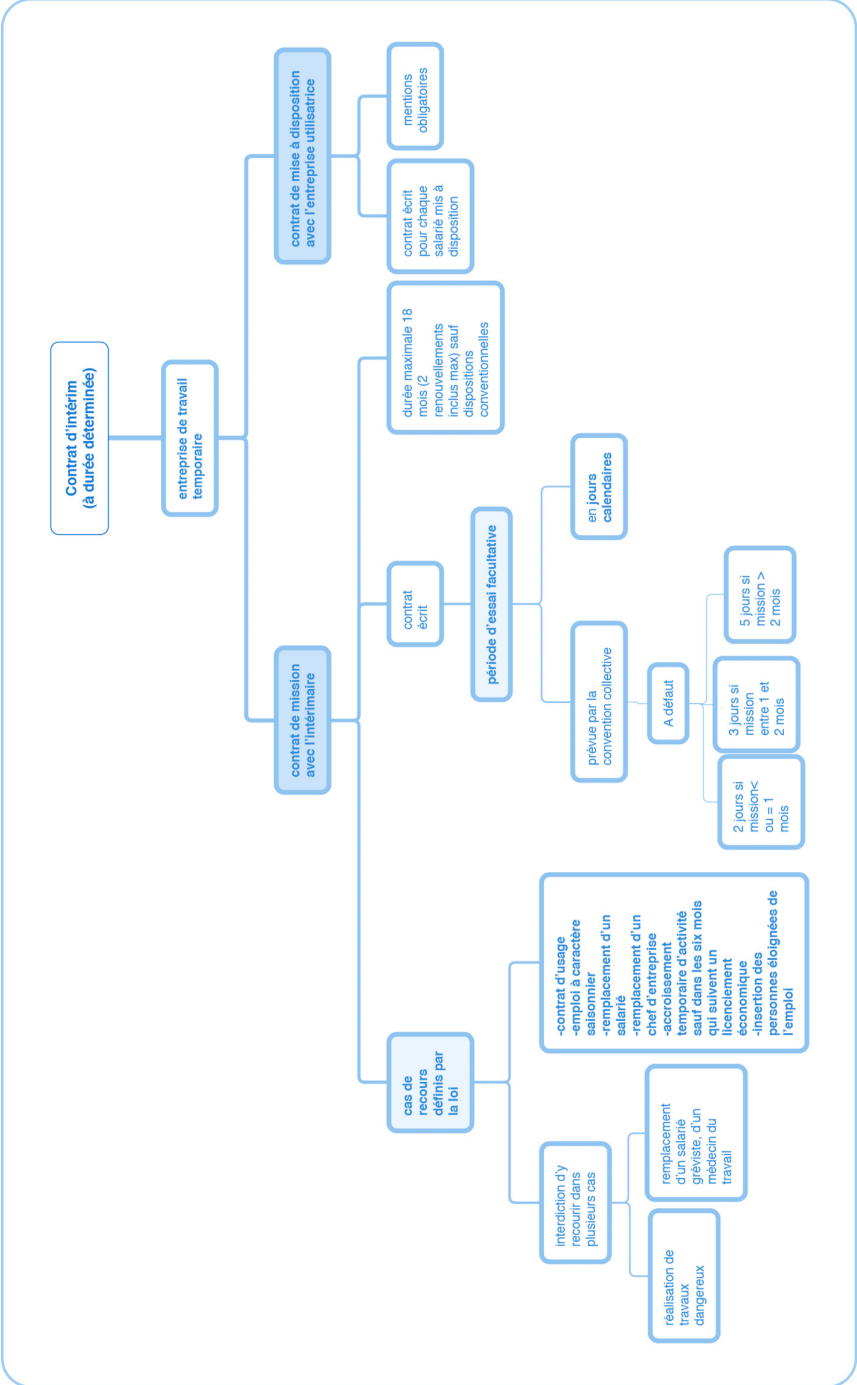 Contrat d'intérim
(à durée déterminée)
entreprise de travail
temporaire
contrat de mission
avec l'intérimaire
contrat de mise à disposition
avec l'entreprise utilisatrice
cas de
recours
définis par
la loi
contrat
écrit
durée maximale 18
mois (2
renouvellements
inclus max) sauf
dispositions
conventionnelles
contrat écrit
pour chaque
salarié mis à
disposition
mentions
obligatoires
période d'essai facultative
interdiction d'y
recourir dans
plusieurs cas
-contrat d'usage
-emploi à caractère
saisonnier
-remplacement d'un
salarié
-remplacement d'un
chef d'entreprise
-accroissement
temporaire d'activité
sauf dans les six mois
qui suivent un
licenciement
économique
-insertion des
personnes éloignées de
l'emploi
prévue par la
convention collective
en jours
calendaires
réalisation de
travaux
dangereux
remplacement
d'un salarié
gréviste, d'un
médecin du
travail
A défaut
2 jours si
mission<
ou = 1
mois
3 jours si
mission
entre 1 et
2 mois
5 jours si
mission >
2 mois